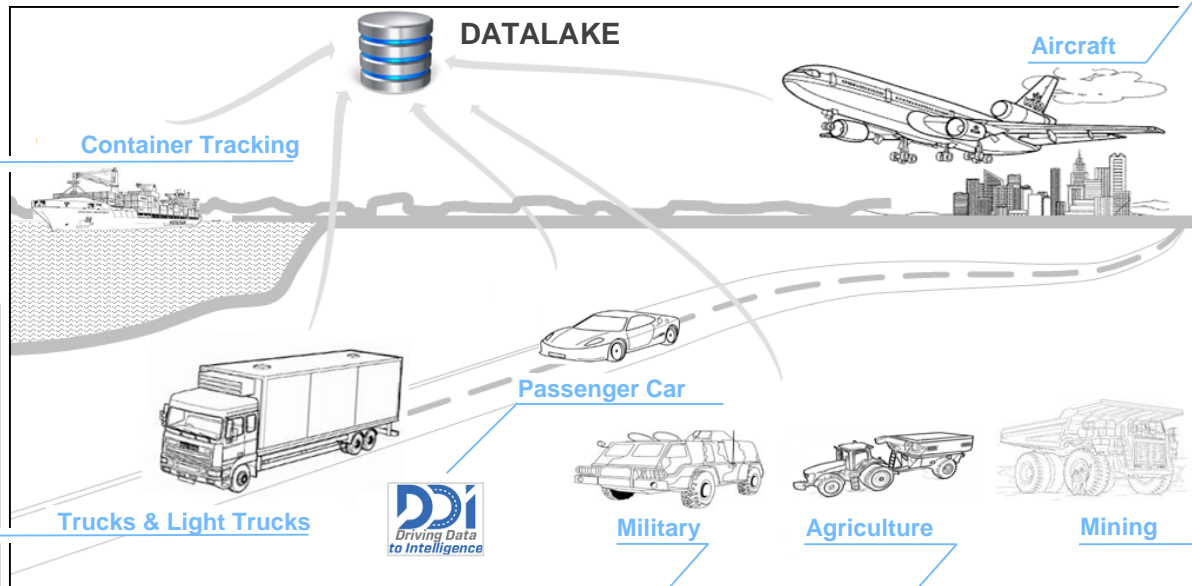 DATALAKE
Aircraft
Container Tracking
Passenger Car
Trucks & Light Trucks
DDi
Driving Data
to Intelligence
Military
Agriculture
Mining